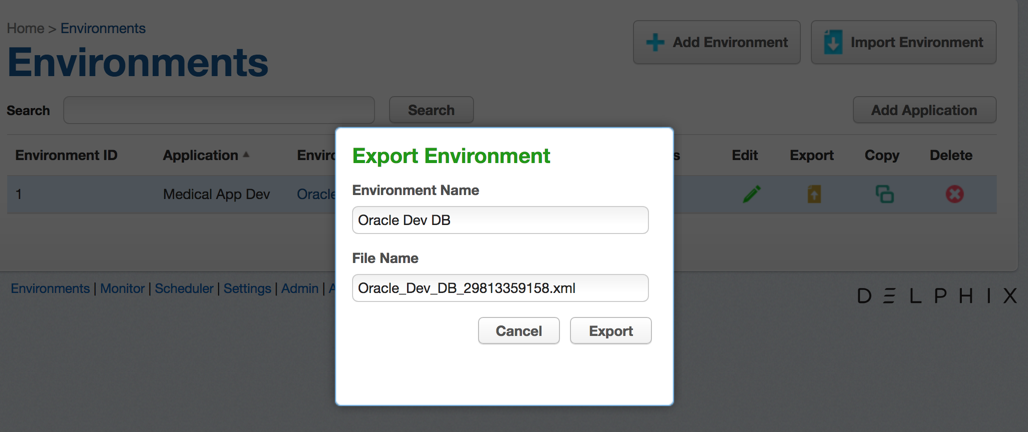 Home > Environments
Environments
Add Environment
Import Environment
Search
Search
Add Application
Environment ID Application Edit Export Copy Delete
1 Medical App Dev Oracle
Export Environment
Environment Name
Oracle Dev DB
File Name
Oracle_Dev_DB_29813359158.xml
Cancel Export
Environments | Monitor | Scheduler | Settings | Admin |
DELPHIX